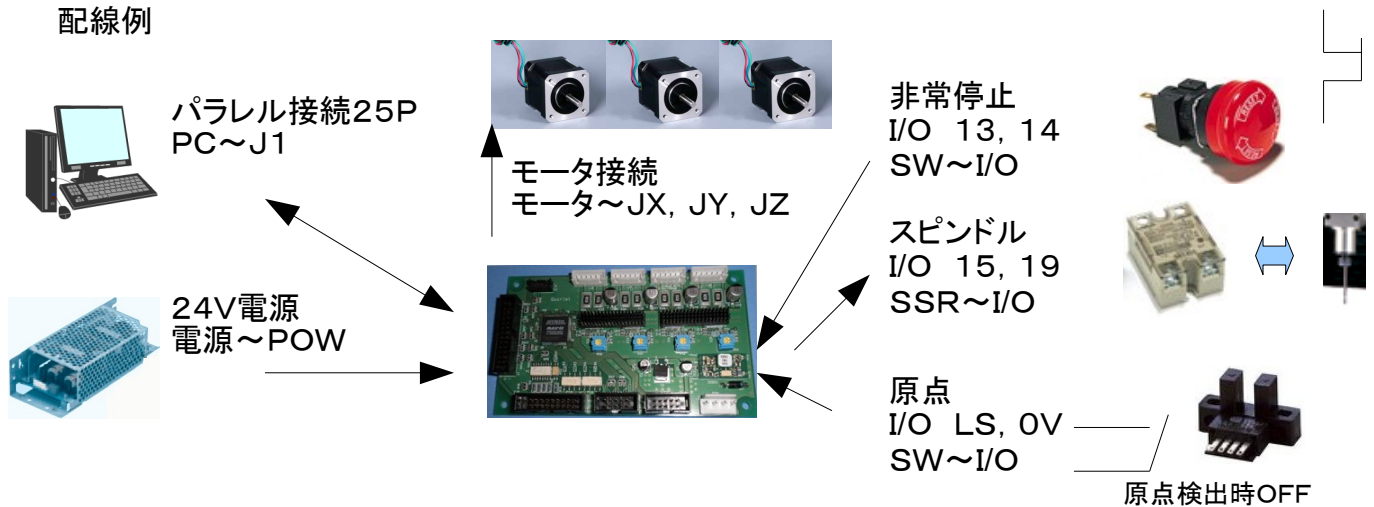 配線例
パラレル接続25P
PC～J1
24V電源
電源～POW
モータ接続
モータ～JX, JY, JZ
非常停止
I/O 13, 14
SW～I/O
スピンドル
I/O 15, 19
SSR～I/O
原点
I/O LS, 0V
SW～I/O
原点検出時OFF
RESET